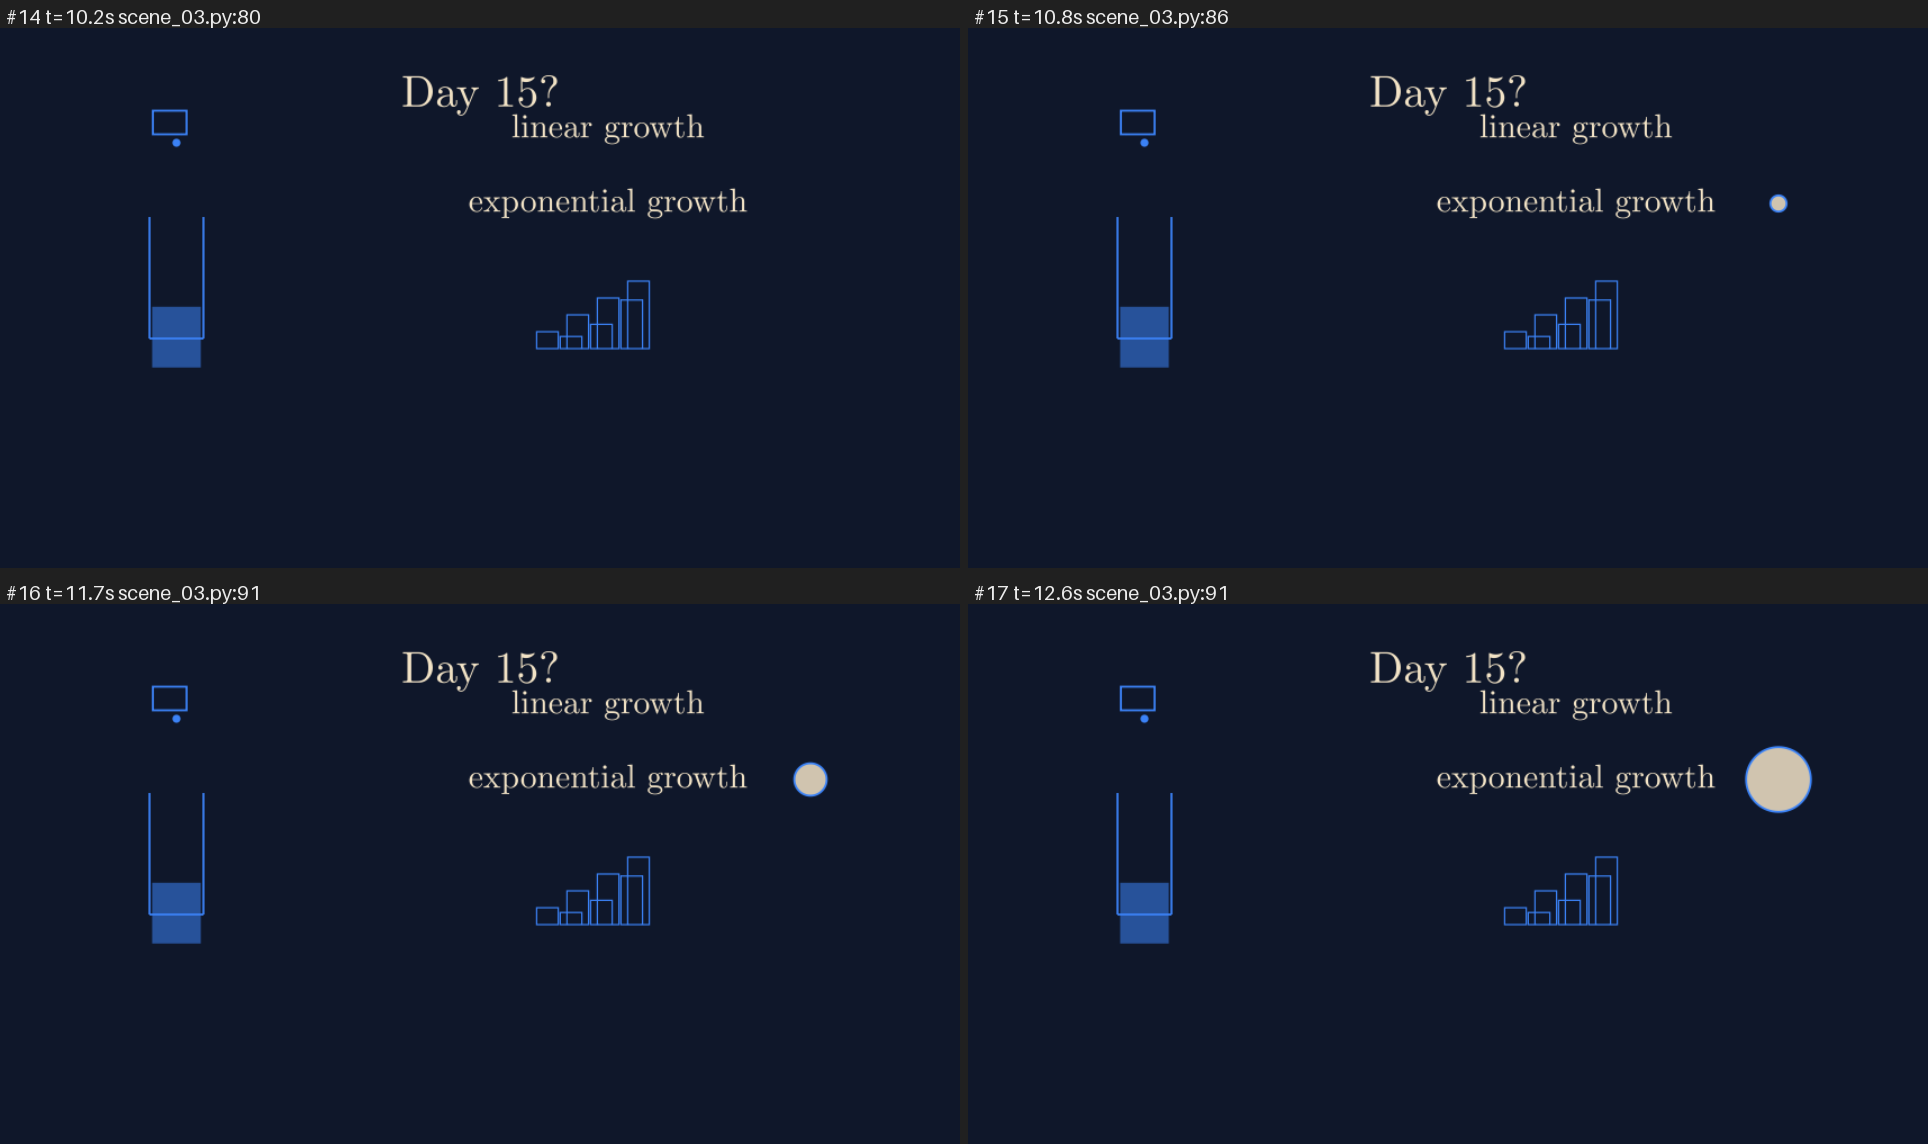 #14 t=10.2s scene_03.py:80
Day 15?
linear growth
exponential growth
#15 t=10.8s scene_03.py:86
Day 15?
linear growth
exponential growth
#16 t=11.7s scene_03.py:91
Day 15?
linear growth
exponential growth
#17 t=12.6s scene_03.py:91
Day 15?
linear growth
exponential growth